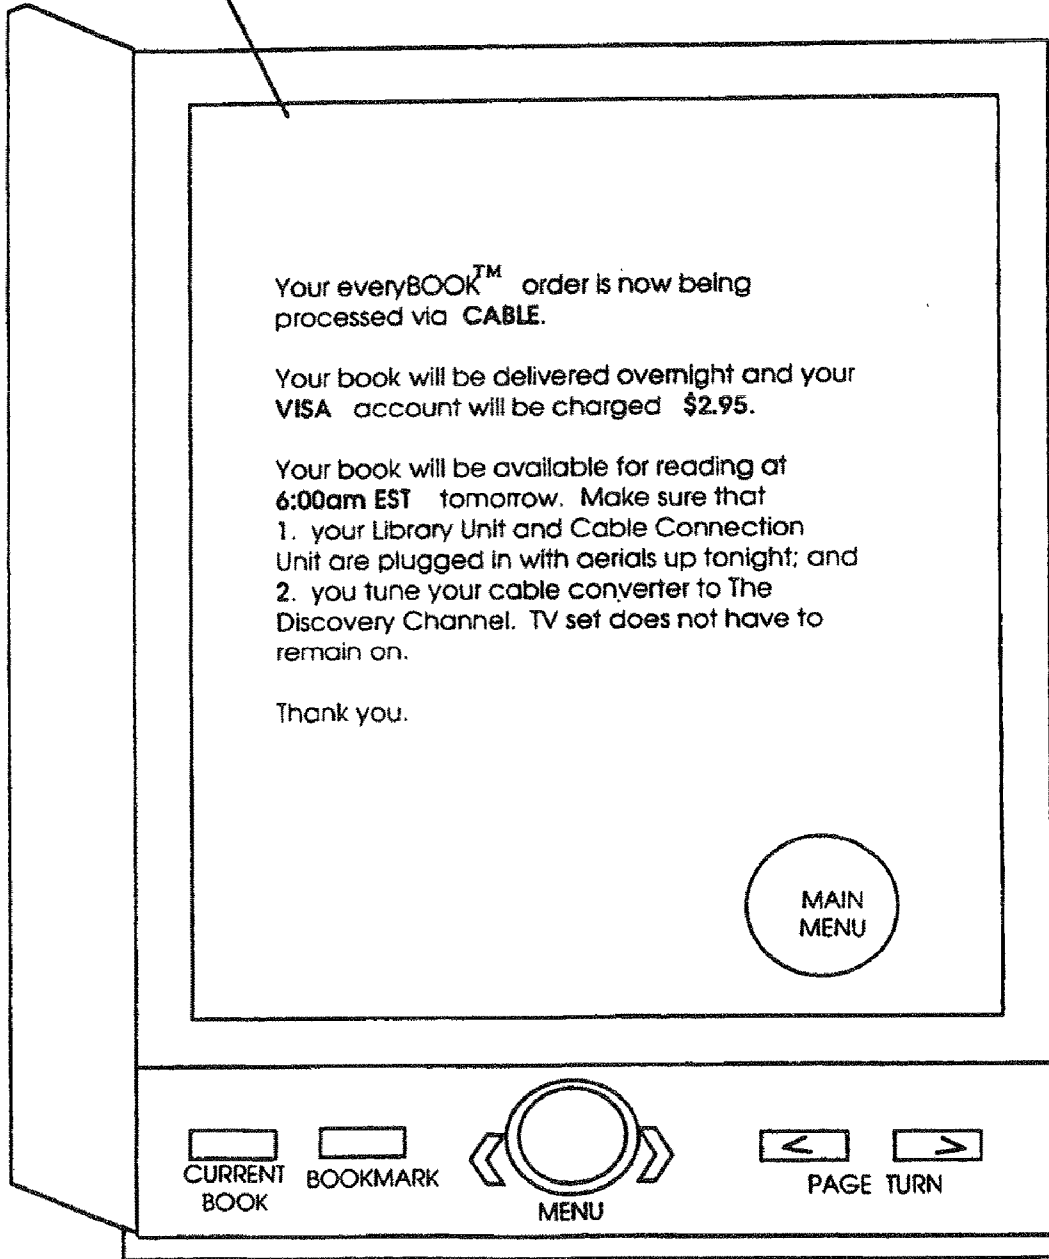 Your everyBOOK™ order is now being
processed via CABLE.
Your book will be delivered overnight and your
VISA account will be charged $2.95.
Your book will be available for reading at
6:00am EST tomorrow. Make sure that
1. your Library Unit and Cable Connection
Unit are plugged in with aerials up tonight; and
2. you tune your cable converter to The
Discovery Channel. TV set does not have to
remain on.
Thank you.
MAIN
MENU
CURRENT
BOOK
BOOKMARK
MENU
< >
PAGE TURN